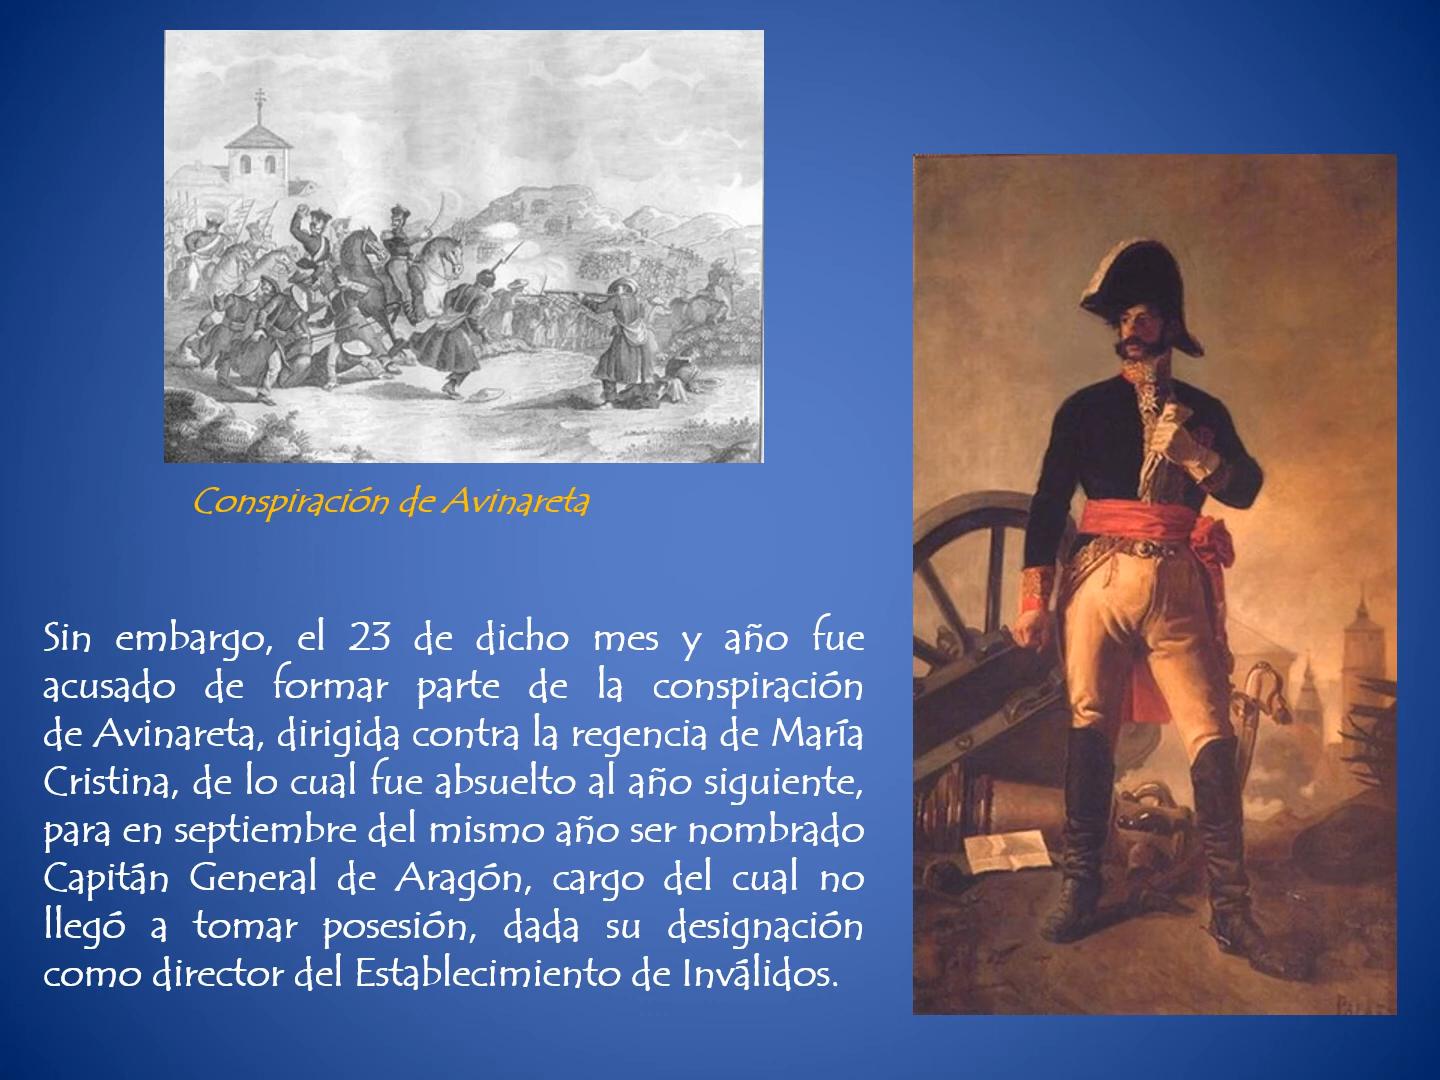 Conspiración de Avinareta
Sin embargo, el 23 de dicho mes y año fue
acusado de formar parte de la conspiración
de Avinareta, dirigida contra la regencia de María
Cristina, de lo cual fue absuelto al año siguiente,
para en septiembre del mismo año ser nombrado
Capitán General de Aragón, cargo del cual no
llegó a tomar posesión, dada su designación
como director del Establecimiento de Inválidos.